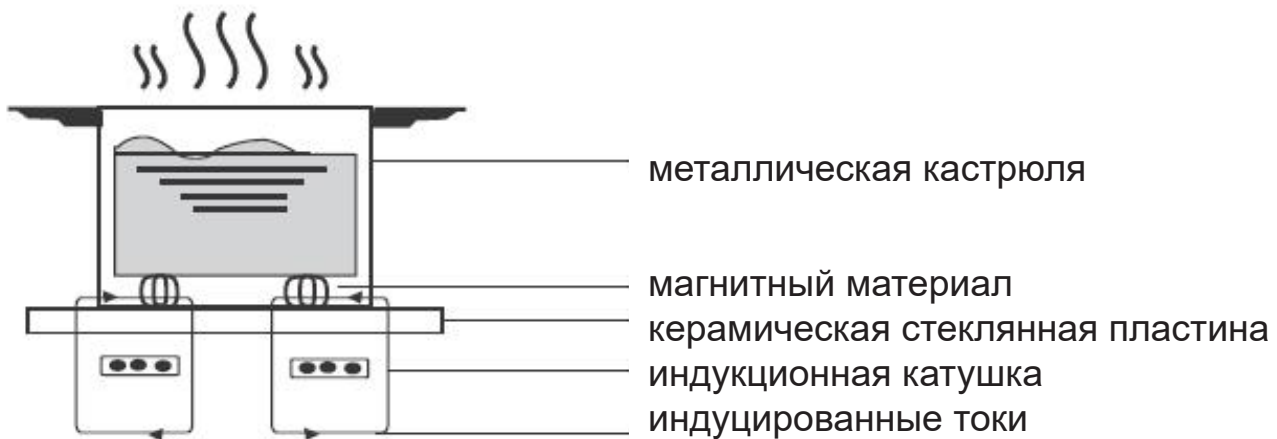 металлическая кастрюля
магнитный материал
керамическая стеклянная пластина
индукционная катушка
индуцированные токи